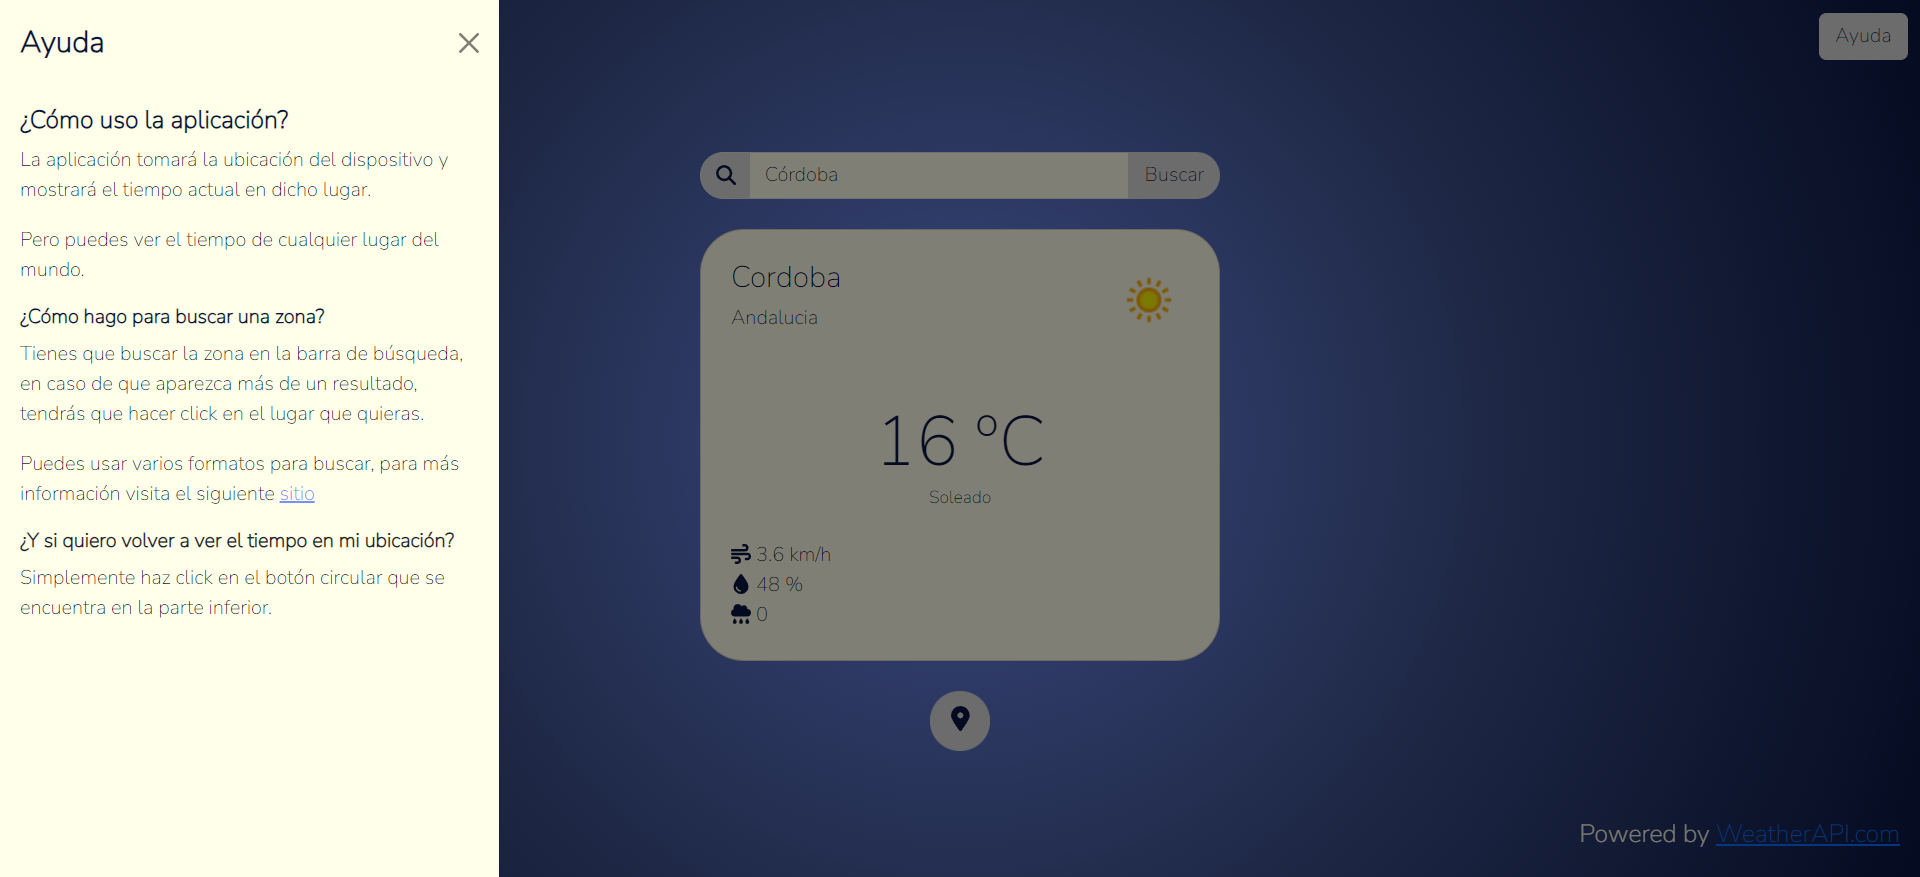 Ayuda
¿Cómo uso la aplicación?
La aplicación tomará la ubicación del dispositivo y
mostrará el tiempo actual en dicho lugar.
Pero puedes ver el tiempo de cualquier lugar del
mundo.
¿Cómo hago para buscar una zona?
Tienes que buscar la zona en la barra de búsqueda,
en caso de que aparezca más de un resultado,
tendrás que hacer click en el lugar que quieras.
Puedes usar varios formatos para buscar, para más
información visita el siguiente sitio
¿Y si quiero volver a ver el tiempo en mi ubicación?
Simplemente haz click en el botón circular que se
encuentra en la parte inferior.
Ayuda
Córdoba Buscar
Cordoba
Andalucia
16 ºC
Soleado
3.6 km/h
48 %
0
Powered by WeatherAPI.com